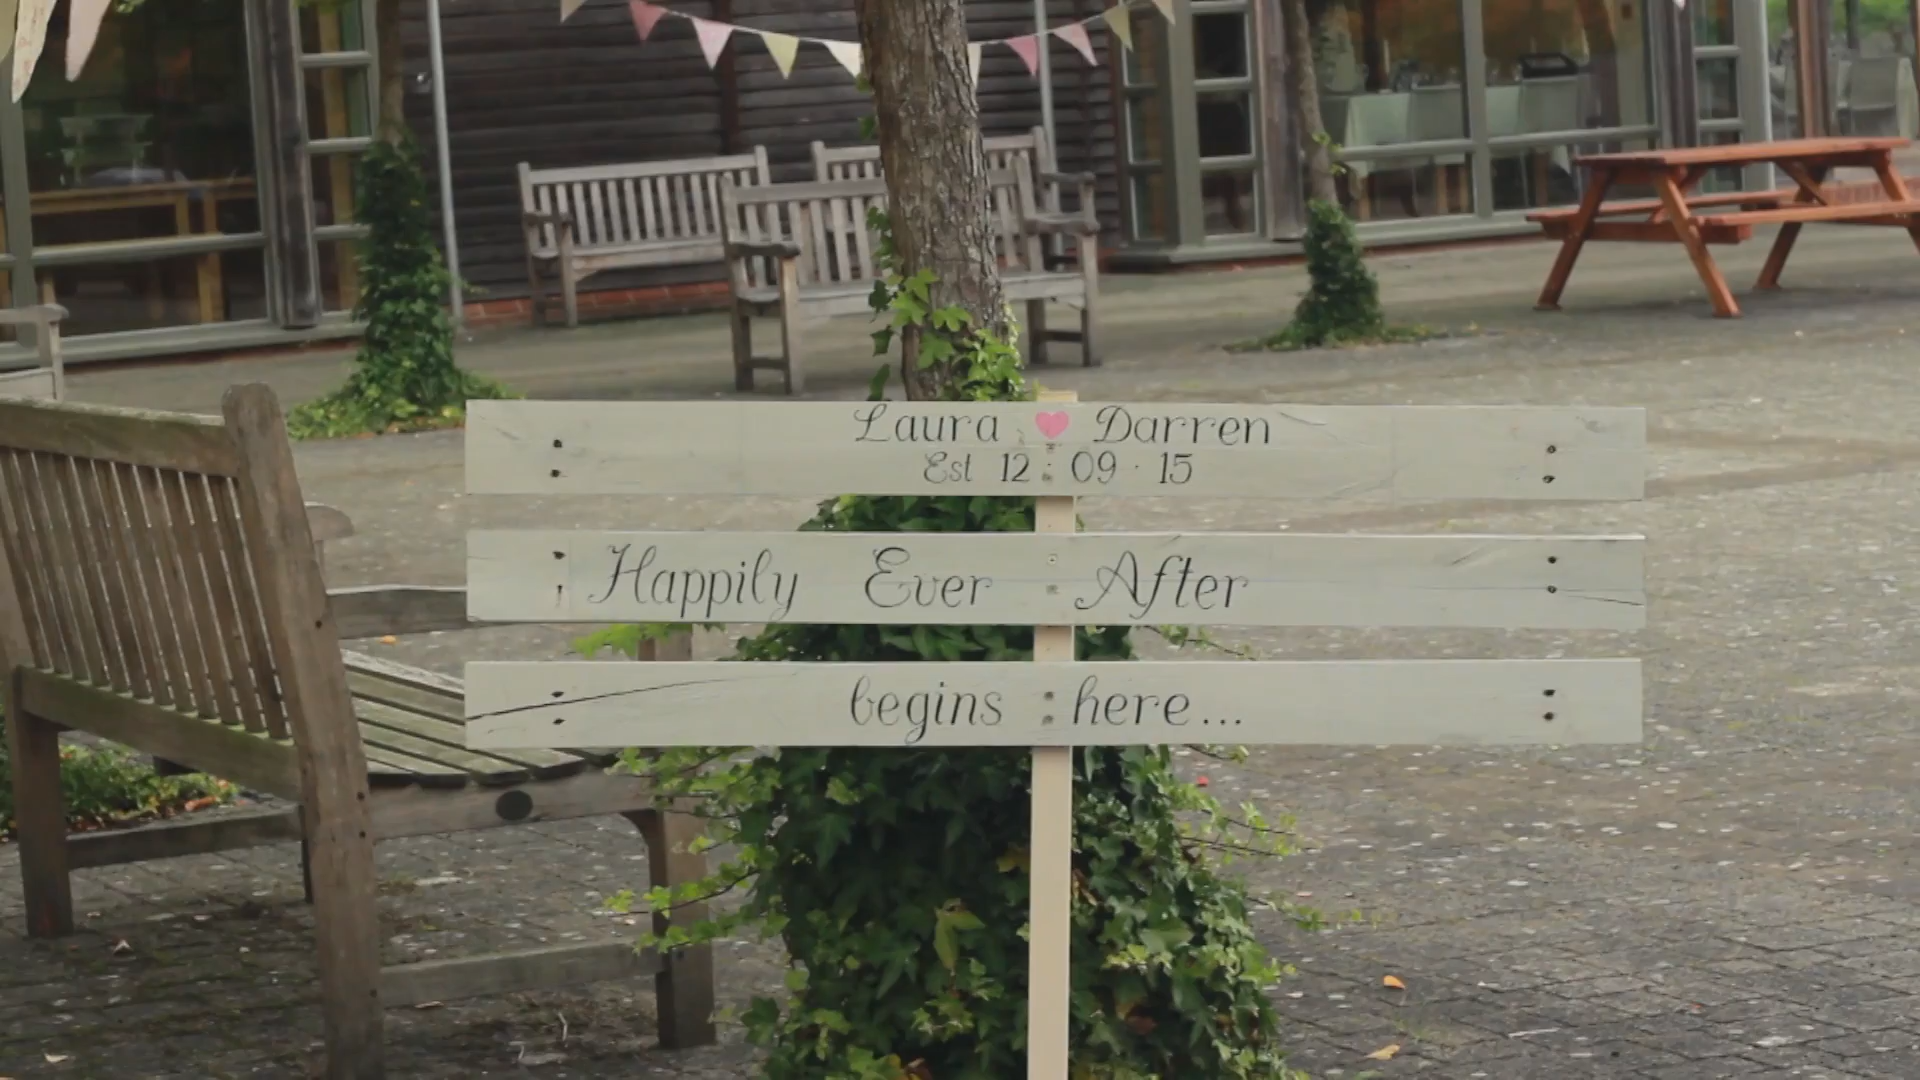 Laura ♥ Darren
Est 12 · 09 · 15
Happily Ever After
begins here...